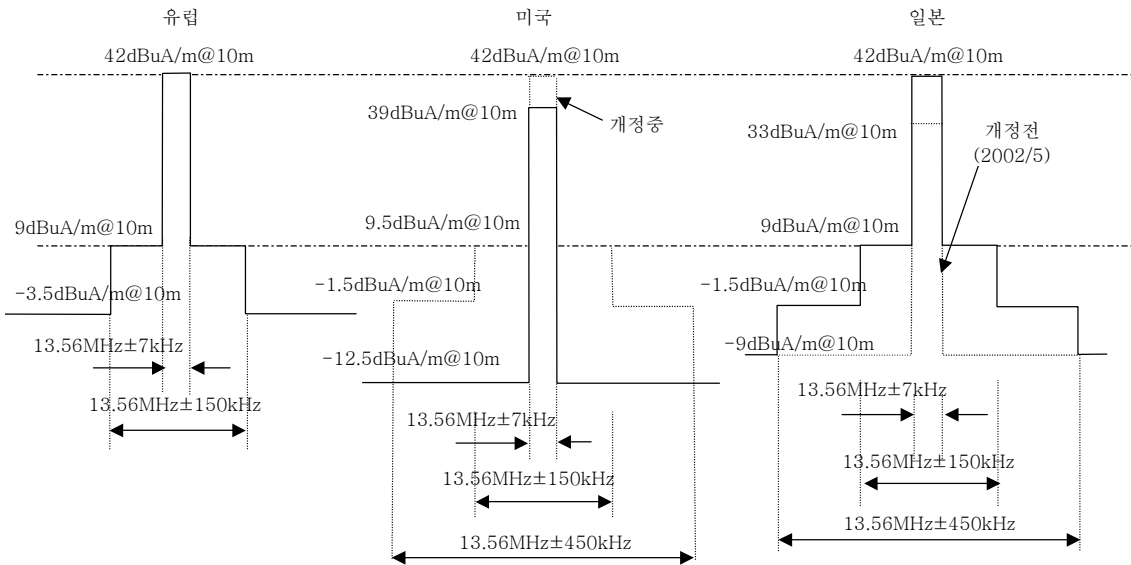 유럽
42dBuA/m@10m
9dBuA/m@10m
-3.5dBuA/m@10m
13.56MHz±7kHz
13.56MHz±150kHz
미국
42dBuA/m@10m
39dBuA/m@10m
개정중
9.5dBuA/m@10m
-1.5dBuA/m@10m
-12.5dBuA/m@10m
13.56MHz±7kHz
13.56MHz±150kHz
13.56MHz±450kHz
일본
42dBuA/m@10m
33dBuA/m@10m
개정전
(2002/5)
9dBuA/m@10m
-1.5dBuA/m@10m
-9dBuA/m@10m
13.56MHz±7kHz
13.56MHz±150kHz
13.56MHz±450kHz